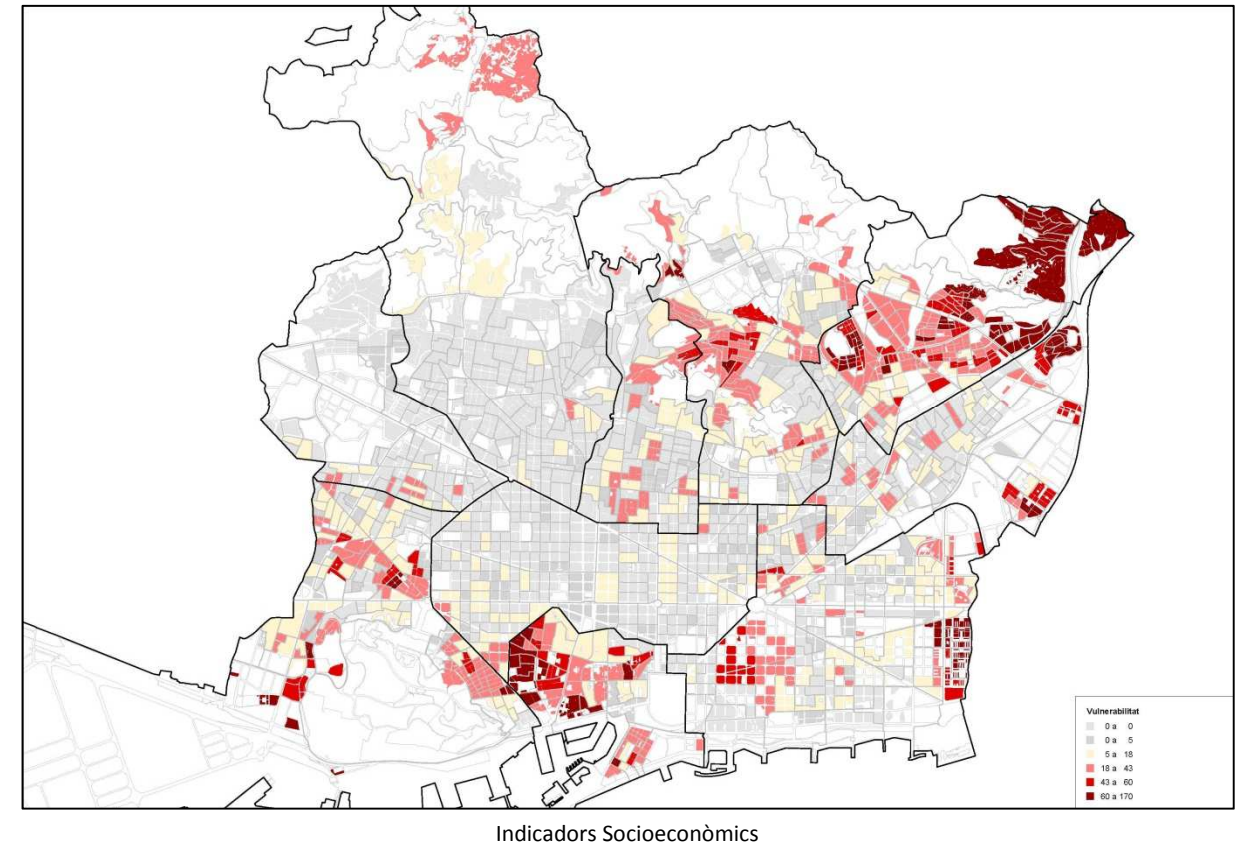 Vulnerabilitat
0 a 0
0 a 5
5 a 18
18 a 43
43 a 60
60 a 170
Indicadors Socioeconòmics